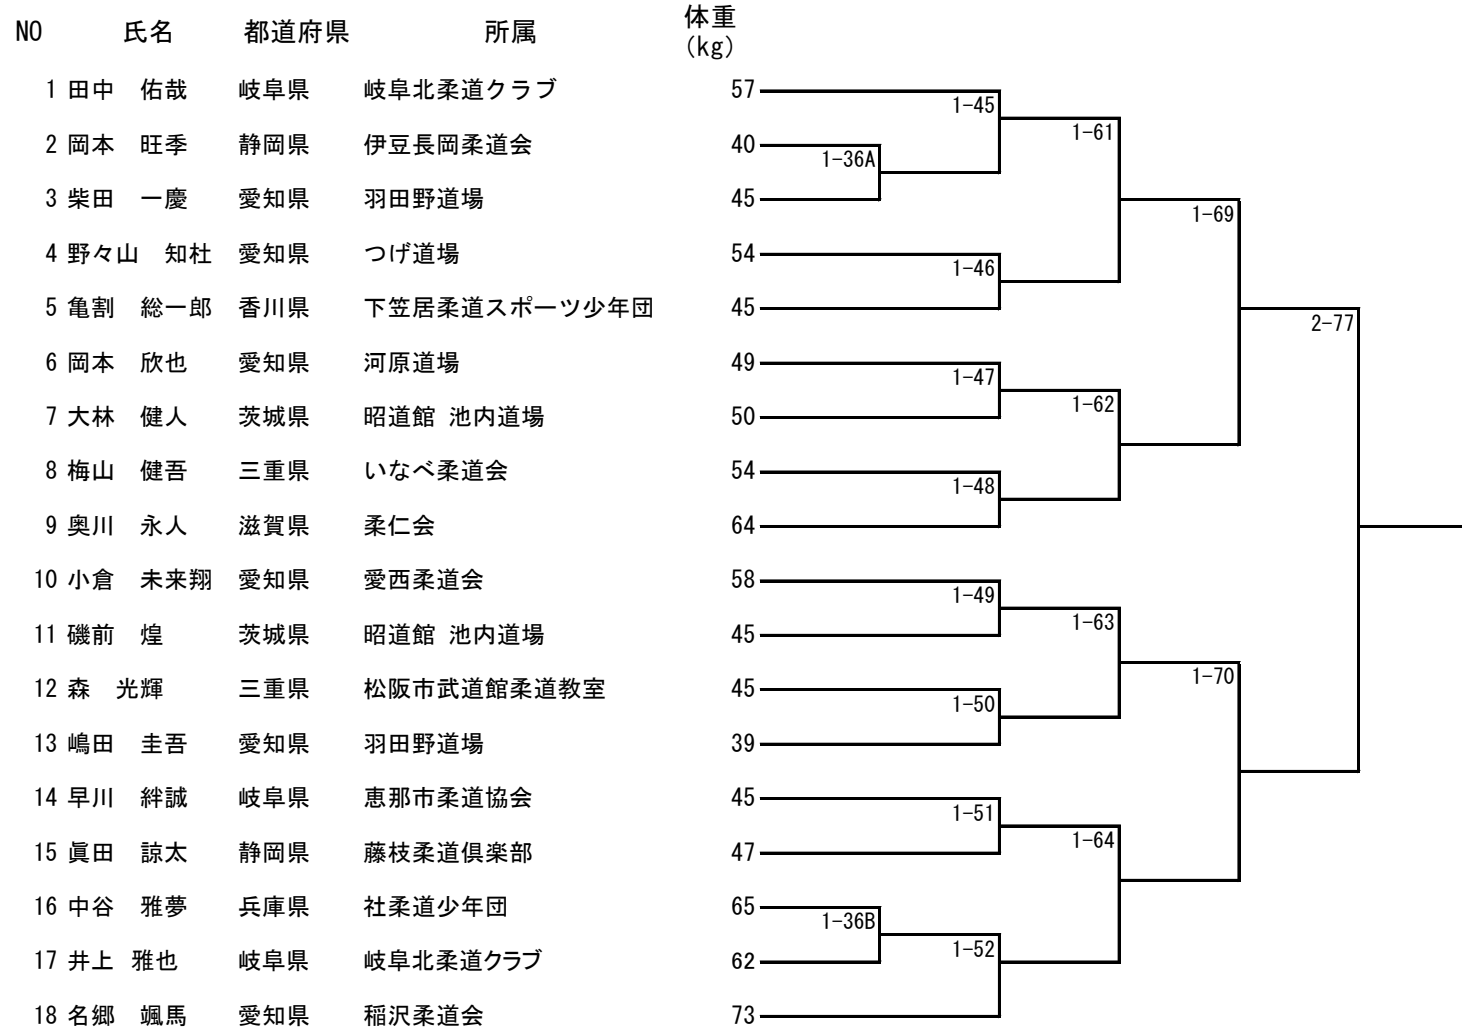 NO 氏名 都道府県 所属 体重(kg)
1 田中 佑哉 岐阜県 岐阜北柔道クラブ 57
1-45
2 岡本 旺季 静岡県 伊豆長岡柔道会 40
1-61
1-36A
3 柴田 一慶 愛知県 羽田野道場 45
1-69
4 野々山 知杜 愛知県 つげ道場 54
1-46
5 亀割 総一郎 香川県 下笠居柔道スポーツ少年団 45
2-77
6 岡本 欣也 愛知県 河原道場 49
1-47
1-62
7 大林 健人 茨城県 昭道館 池内道場 50
8 梅山 健吾 三重県 いなべ柔道会 54
1-48
9 奥川 永人 滋賀県 柔仁会 64
10 小倉 未来翔 愛知県 愛西柔道会 58
1-49
1-63
11 磯前 煌 茨城県 昭道館 池内道場 45
1-70
12 森 光輝 三重県 松阪市武道館柔道教室 45
1-50
13 嶋田 圭吾 愛知県 羽田野道場 39
14 早川 絆誠 岐阜県 恵那市柔道協会 45
1-51
1-64
15 眞田 諒太 静岡県 藤枝柔道倶楽部 47
16 中谷 雅夢 兵庫県 社柔道少年団 65
1-36B
1-52
17 井上 雅也 岐阜県 岐阜北柔道クラブ 62
18 名郷 颯馬 愛知県 稲沢柔道会 73